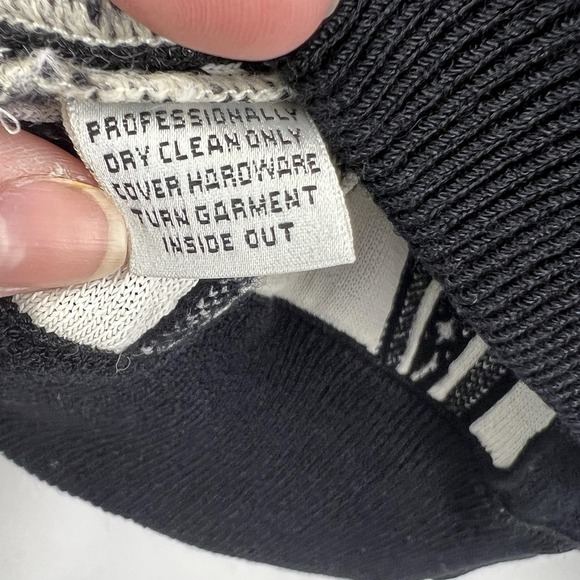 PROFESSIONALLY
DRY CLEAN ONLY
COVER HARDWARE
TURN GARMENT
INSIDE OUT